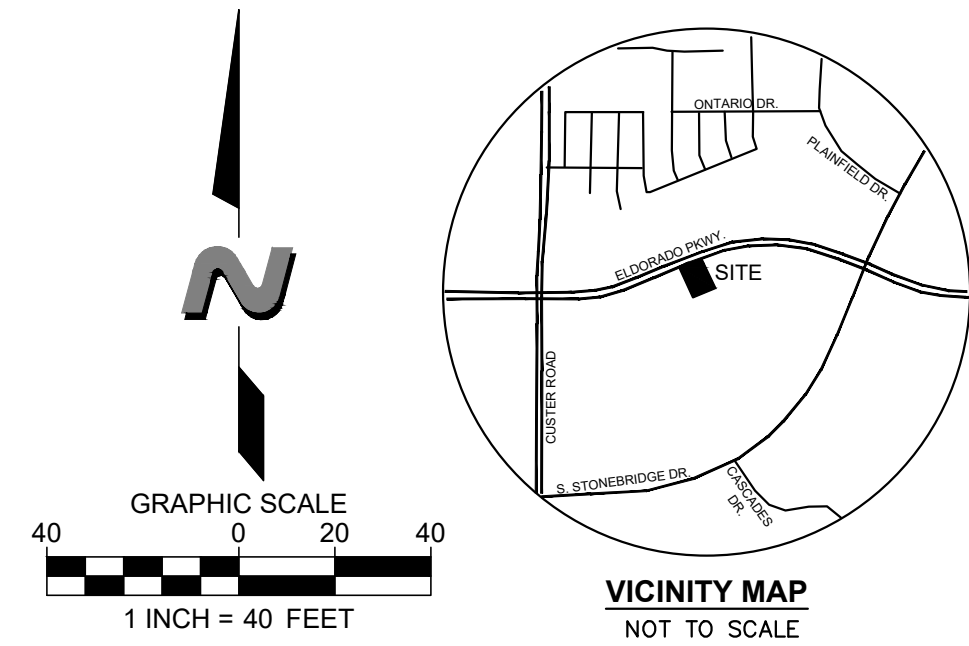 N
GRAPHIC SCALE
40 0 20 40
1 INCH = 40 FEET
ONTARIO DR.
PLAINFIELD DR.
ELDORADO PKWY.
SITE
CUSTER ROAD
S. STONEBRIDGE DR.
CASCADES
DR.
VICINITY MAP
NOT TO SCALE